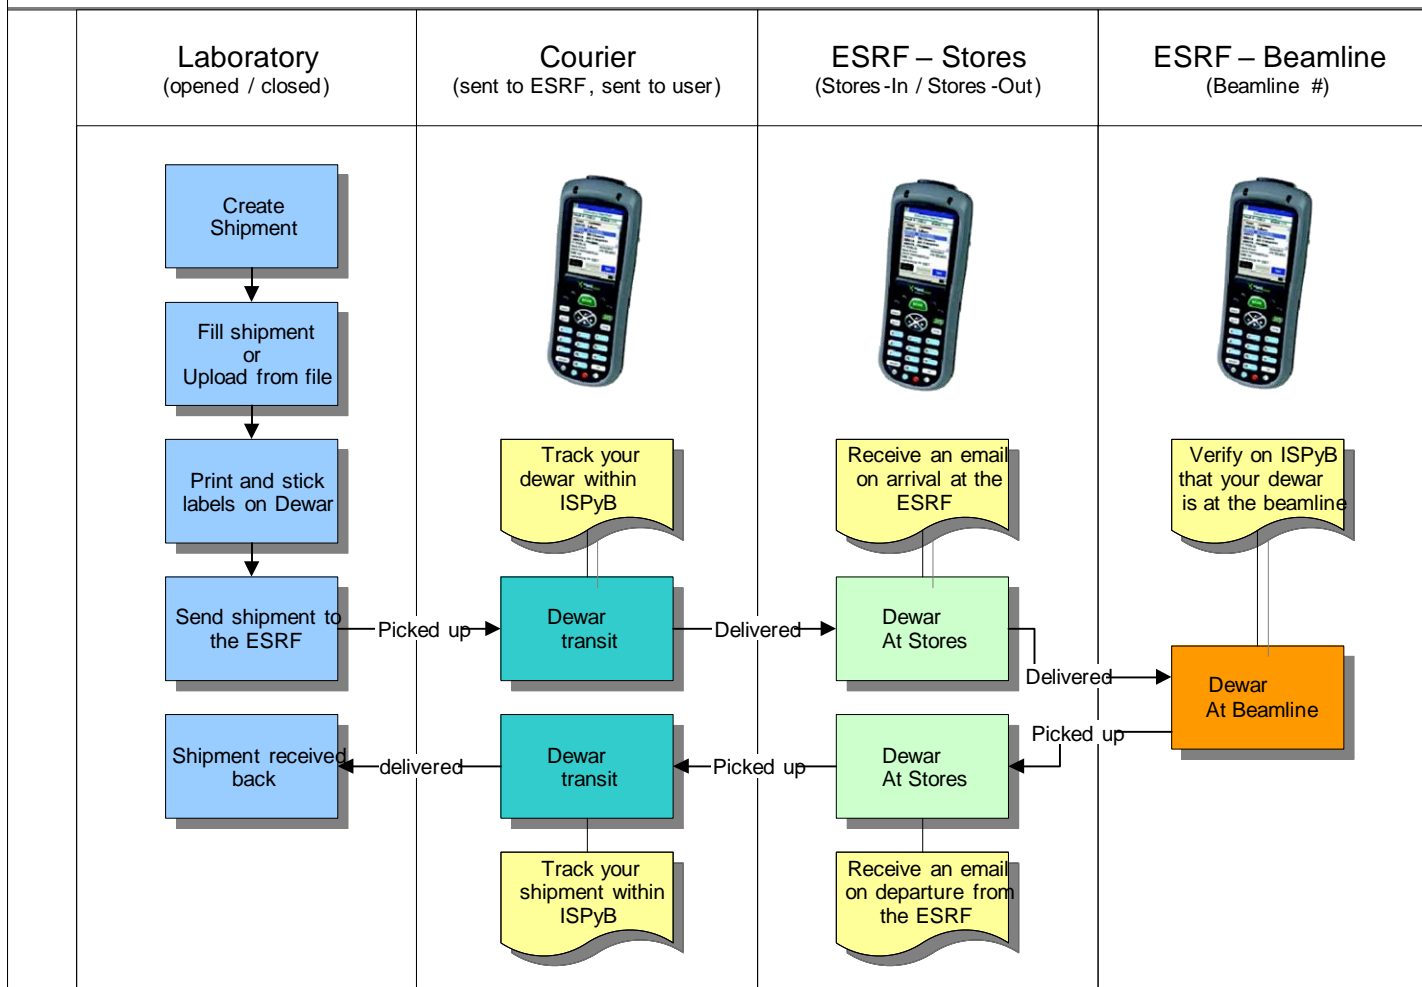 Laboratory
(opened / closed)
Courier
(sent to ESRF, sent to user)
ESRF – Stores
(Stores-In / Stores-Out)
ESRF – Beamline
(Beamline #)
Create
Shipment
Fill shipment
or
Upload from file
Print and stick
labels on Dewar
Track your
dewar within
ISPyB
Receive an email
on arrival at the
ESRF
Verify on ISPyB
that your dewar
is at the beamline
Send shipment to
the ESRF
Picked up
Dewar
transit
Delivered
Dewar
At Stores
Delivered
Dewar
At Beamline
Picked up
Shipment received
back
delivered
Dewar
transit
Picked up
Dewar
At Stores
Track your
shipment within
ISPyB
Receive an email
on departure from
the ESRF